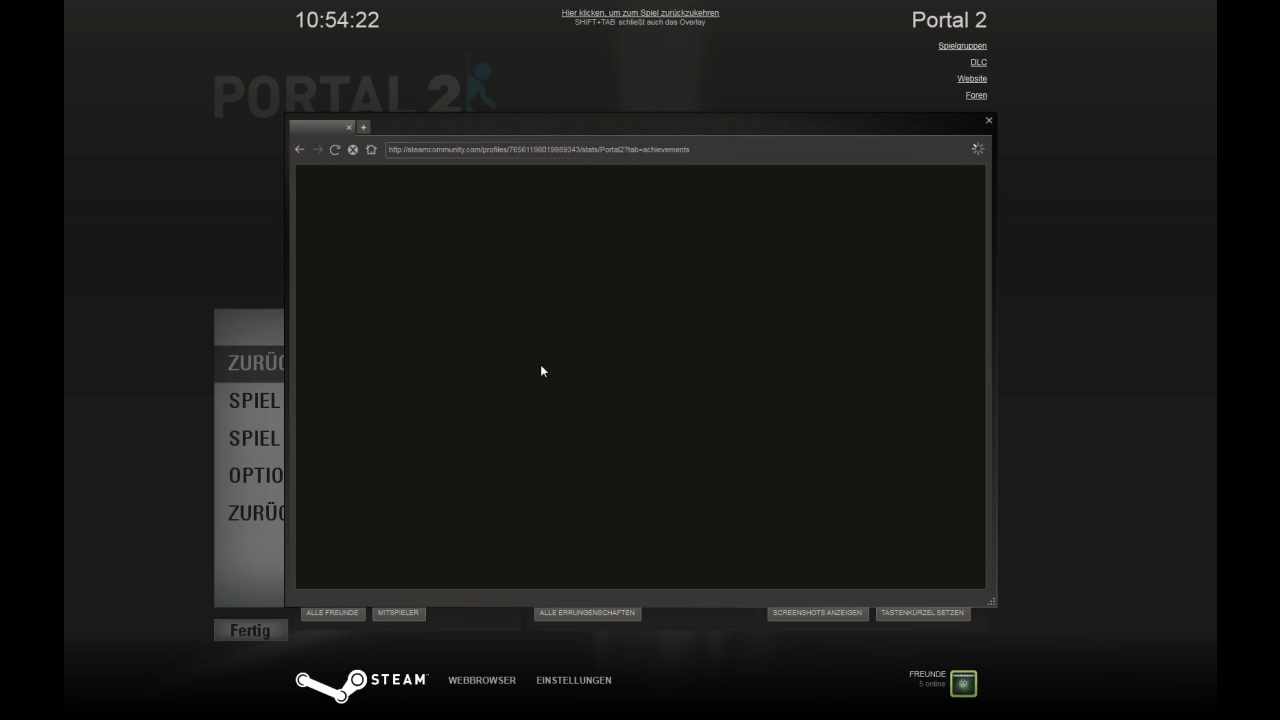 10:54:22
Hier klicken, um zum Spiel zurückzukehren
SHIFT+TAB schließt auch das Overlay
Portal 2
Spielgruppen
DLC
Website
Foren
PORTAL 2
http://steamcommunity.com/profiles/76561198019989343/stats/Portal2?tab=achievements
ZURÜC
SPIEL
SPIEL
OPTIO
ZURÜC
ALLE FREUNDE
MITSPIELER
ALLE ERRUNGENSCHAFTEN
SCREENSHOTS ANZEIGEN
TASTENKÜRZEL SETZEN
Fertig
STEAM
WEBBROWSER
EINSTELLUNGEN
FREUNDE
5 online